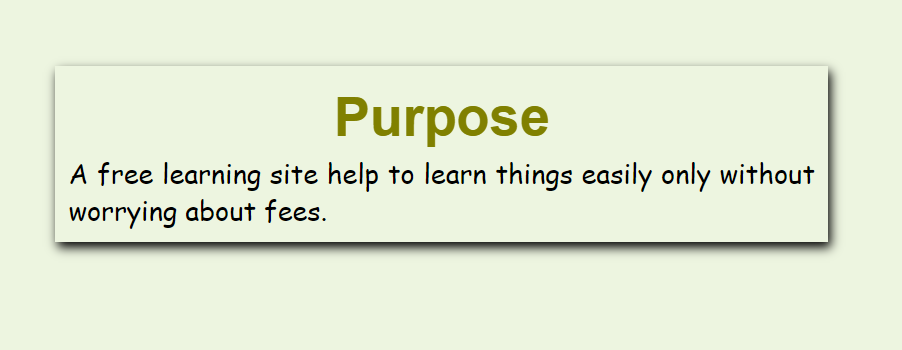 Purpose
A free learning site help to learn things easily only without
worrying about fees.